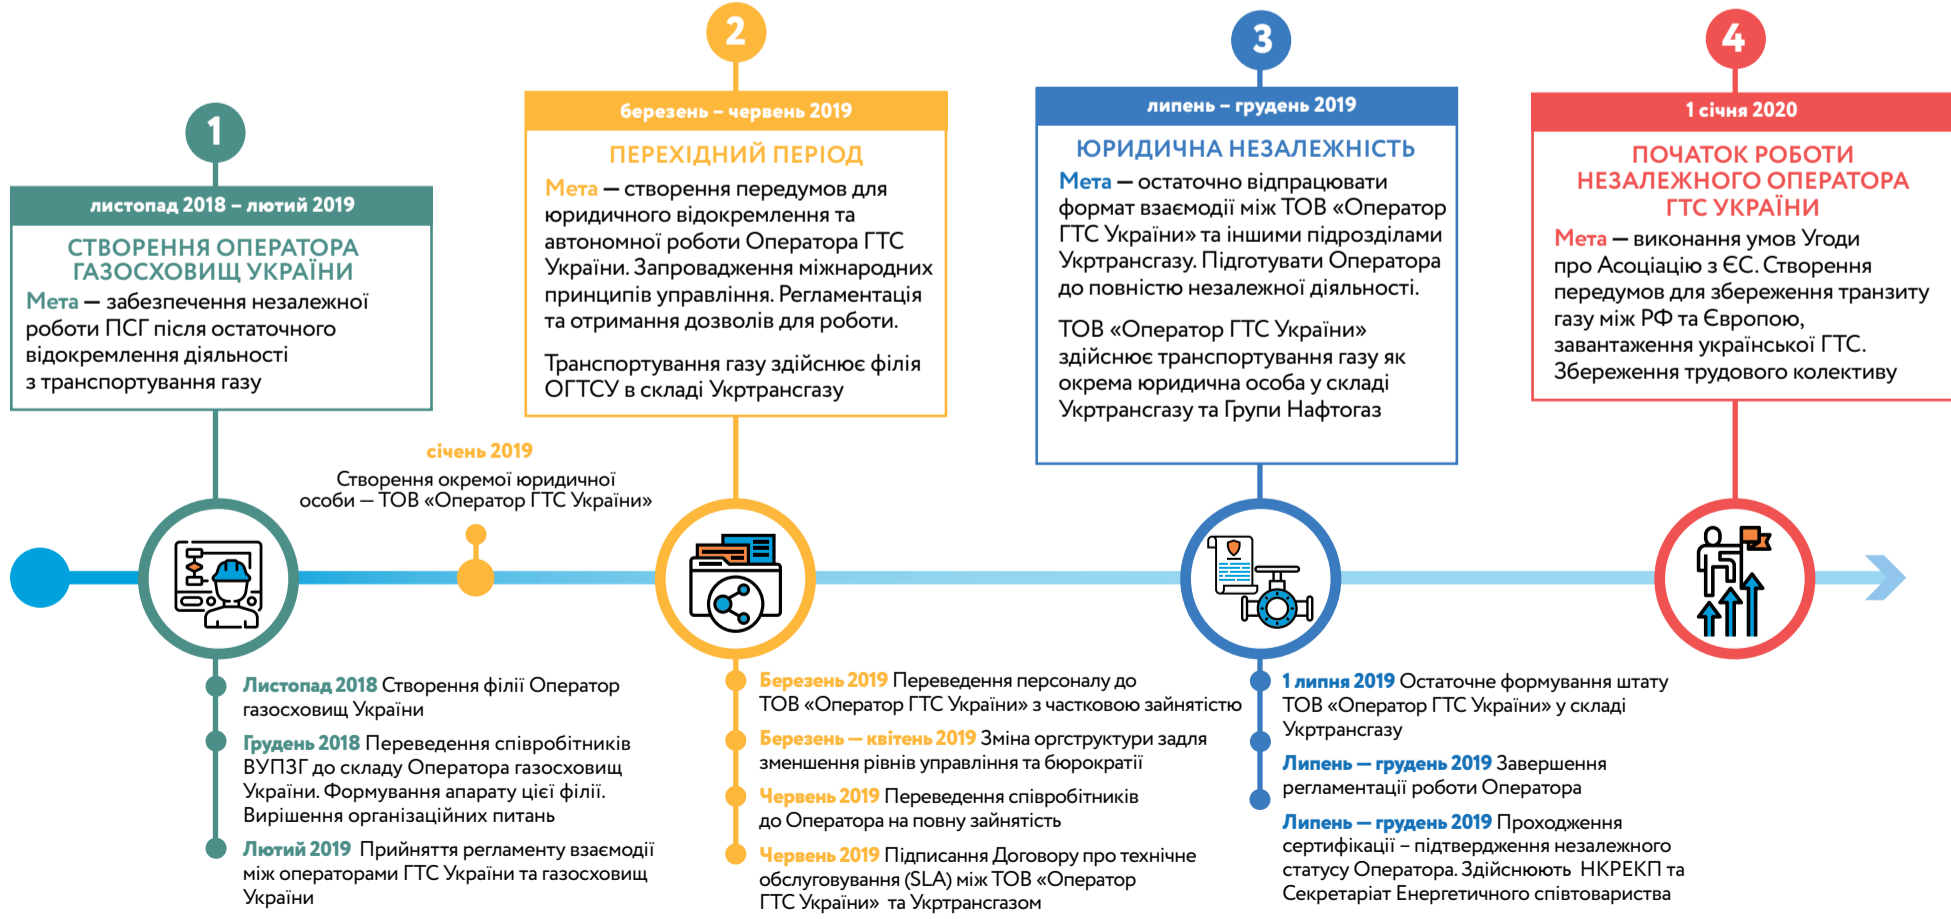 1
листопад 2018 – лютий 2019
СТВОРЕННЯ ОПЕРАТОРА
ГАЗОСХОВИЩ УКРАЇНИ
Мета — забезпечення незалежної
роботи ПСГ після остаточного
відокремлення діяльності
з транспортування газу
2
березень – червень 2019
ПЕРЕХІДНИЙ ПЕРІОД
Мета — створення передумов для
юридичного відокремлення та
автономної роботи Оператора ГТС
України. Запровадження міжнародних
принципів управління. Регламентація
та отримання дозволів для роботи.
Транспортування газу здійснює філія
ОГТСУ в складі Укртрансгазу
3
липень – грудень 2019
ЮРИДИЧНА НЕЗАЛЕЖНІСТЬ
Мета — остаточно відпрацювати
формат взаємодії між ТОВ «Оператор
ГТС України» та іншими підрозділами
Укртрансгазу. Підготувати Оператора
до повністю незалежної діяльності.
ТОВ «Оператор ГТС України»
здійснює транспортування газу як
окрема юридична особа у складі
Укртрансгазу та Групи Нафтогаз
4
1 січня 2020
ПОЧАТОК РОБОТИ
НЕЗАЛЕЖНОГО ОПЕРАТОРА
ГТС УКРАЇНИ
Мета — виконання умов Угоди
про Асоціацію з ЄС. Створення
передумов для збереження транзиту
газу між РФ та Європою,
завантаження української ГТС.
Збереження трудового колективу
січень 2019
Створення окремої юридичної
особи — ТОВ «Оператор ГТС України»
Листопад 2018 Створення філії Оператор
газосховищ України
Грудень 2018 Переведення співробітників
ВУПЗГ до складу Оператора газосховищ
України. Формування апарату цієї філії.
Вирішення організаційних питань
Лютий 2019 Прийняття регламенту взаємодії
між операторами ГТС України та газосховищ
України
Березень 2019 Переведення персоналу до
ТОВ «Оператор ГТС України» з частковою зайнятістю
Березень — квітень 2019 Зміна оргструктури задля
зменшення рівнів управління та бюрократії
Червень 2019 Переведення співробітників
до Оператора на повну зайнятість
Червень 2019 Підписання Договору про технічне
обслуговування (SLA) між ТОВ «Оператор
ГТС України» та Укртрансгазом
1 липня 2019 Остаточне формування штату
ТОВ «Оператор ГТС України» у складі
Укртрансгазу
Липень — грудень 2019 Завершення
регламентації роботи Оператора
Липень — грудень 2019 Проходження
сертифікації – підтвердження незалежного
статусу Оператора. Здійснюють НКРЕКП та
Секретаріат Енергетичного співтовариства